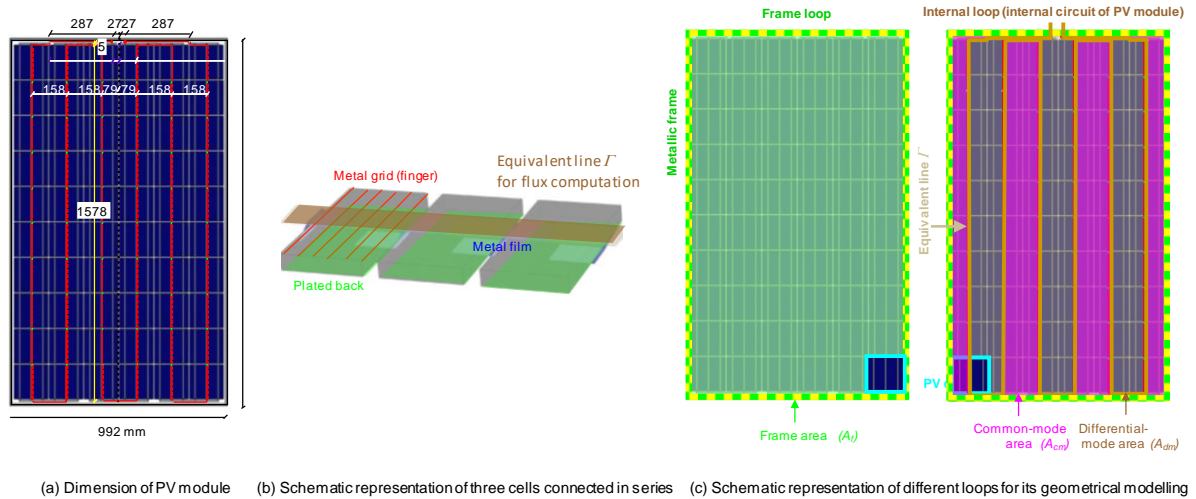 287 27 27 287
5
158 158 79 79 158 158
1578
992 mm
(a) Dimension of PV module
Equivalent line Γ
for flux computation
Metal grid (finger)
Metal film
Plated back
(b) Schematic representation of three cells connected in series
Frame loop
Metallic frame
Frame area (Af)
Internal loop (internal circuit of PV module)
Equivalent line Γ
PV
Common-mode
area (Acm)
Differential-
mode area (Adm)
(c) Schematic representation of different loops for its geometrical modelling